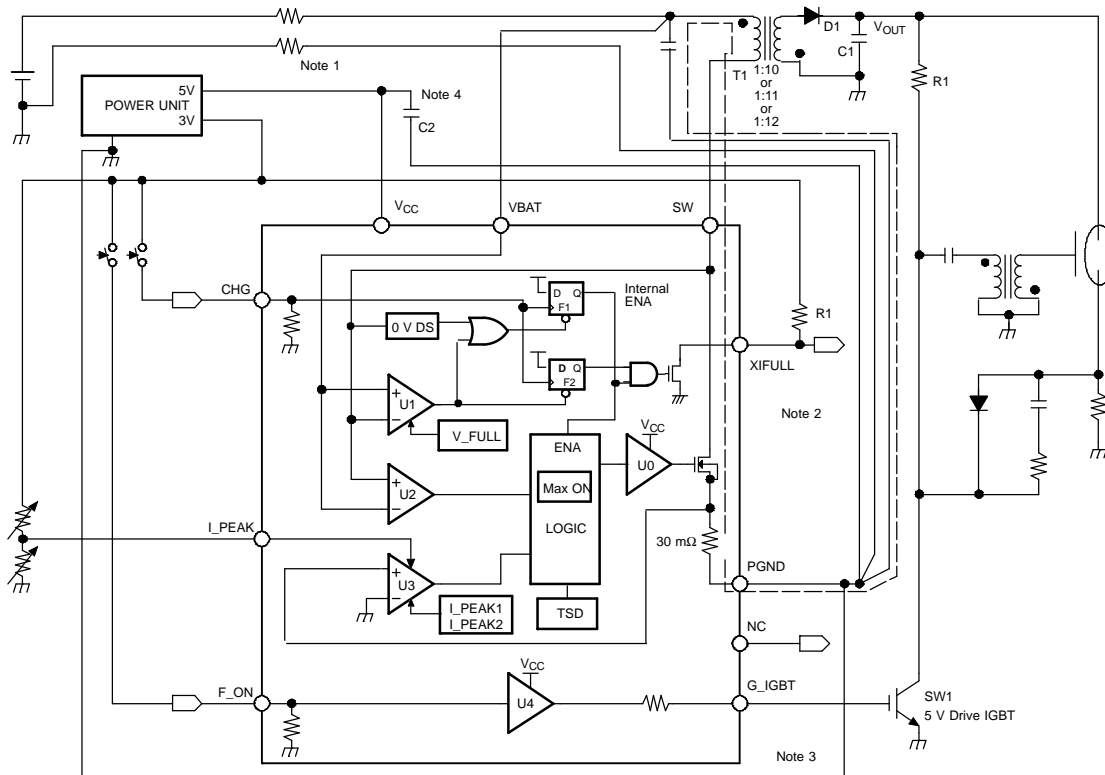 Note 1
D1
VOUT
C1
T1
1:10
or
1:11
or
1:12
R1
5V
POWER UNIT
3V
Note 4
C2
VCC
VBAT
SW
CHG
D Q
F1
Internal
ENA
0 V DS
R1
XIFULL
D Q
F2
+
U1
−
V_FULL
Note 2
ENA
VCC
U0
+
U2
−
Max ON
LOGIC
I_PEAK
30 mΩ
+
U3
−
PGND
I_PEAK1
I_PEAK2
TSD
NC
F_ON
VCC
U4
G_IGBT
SW1
5 V Drive IGBT
Note 3